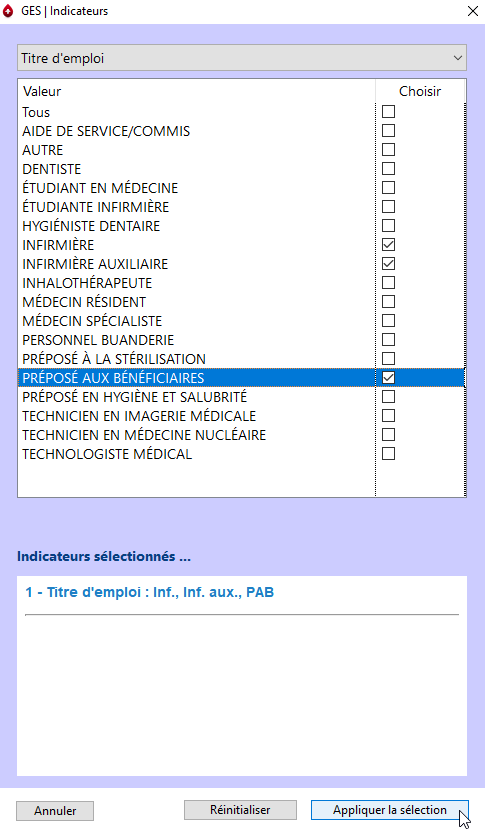 GES | Indicateurs
Titre d'emploi
Valeur Choisir
Tous
AIDE DE SERVICE/COMMIS
AUTRE
DENTISTE
ÉTUDIANT EN MÉDECINE
ÉTUDIANTE INFIRMIÈRE
HYGIÉNISTE DENTAIRE
INFIRMIÈRE
INFIRMIÈRE AUXILIAIRE
INHALOTHÉRAPEUTE
MÉDECIN RÉSIDENT
MÉDECIN SPÉCIALISTE
PERSONNEL BUANDERIE
PRÉPOSÉ À LA STÉRILISATION
PRÉPOSÉ AUX BÉNÉFICIAIRES
PRÉPOSÉ EN HYGIÈNE ET SALUBRITÉ
TECHNICIEN EN IMAGERIE MÉDICALE
TECHNICIEN EN MÉDECINE NUCLÉAIRE
TECHNOLOGISTE MÉDICAL
Indicateurs sélectionnés ...
1 - Titre d'emploi : Inf., Inf. aux., PAB
Annuler Réinitialiser Appliquer la sélection